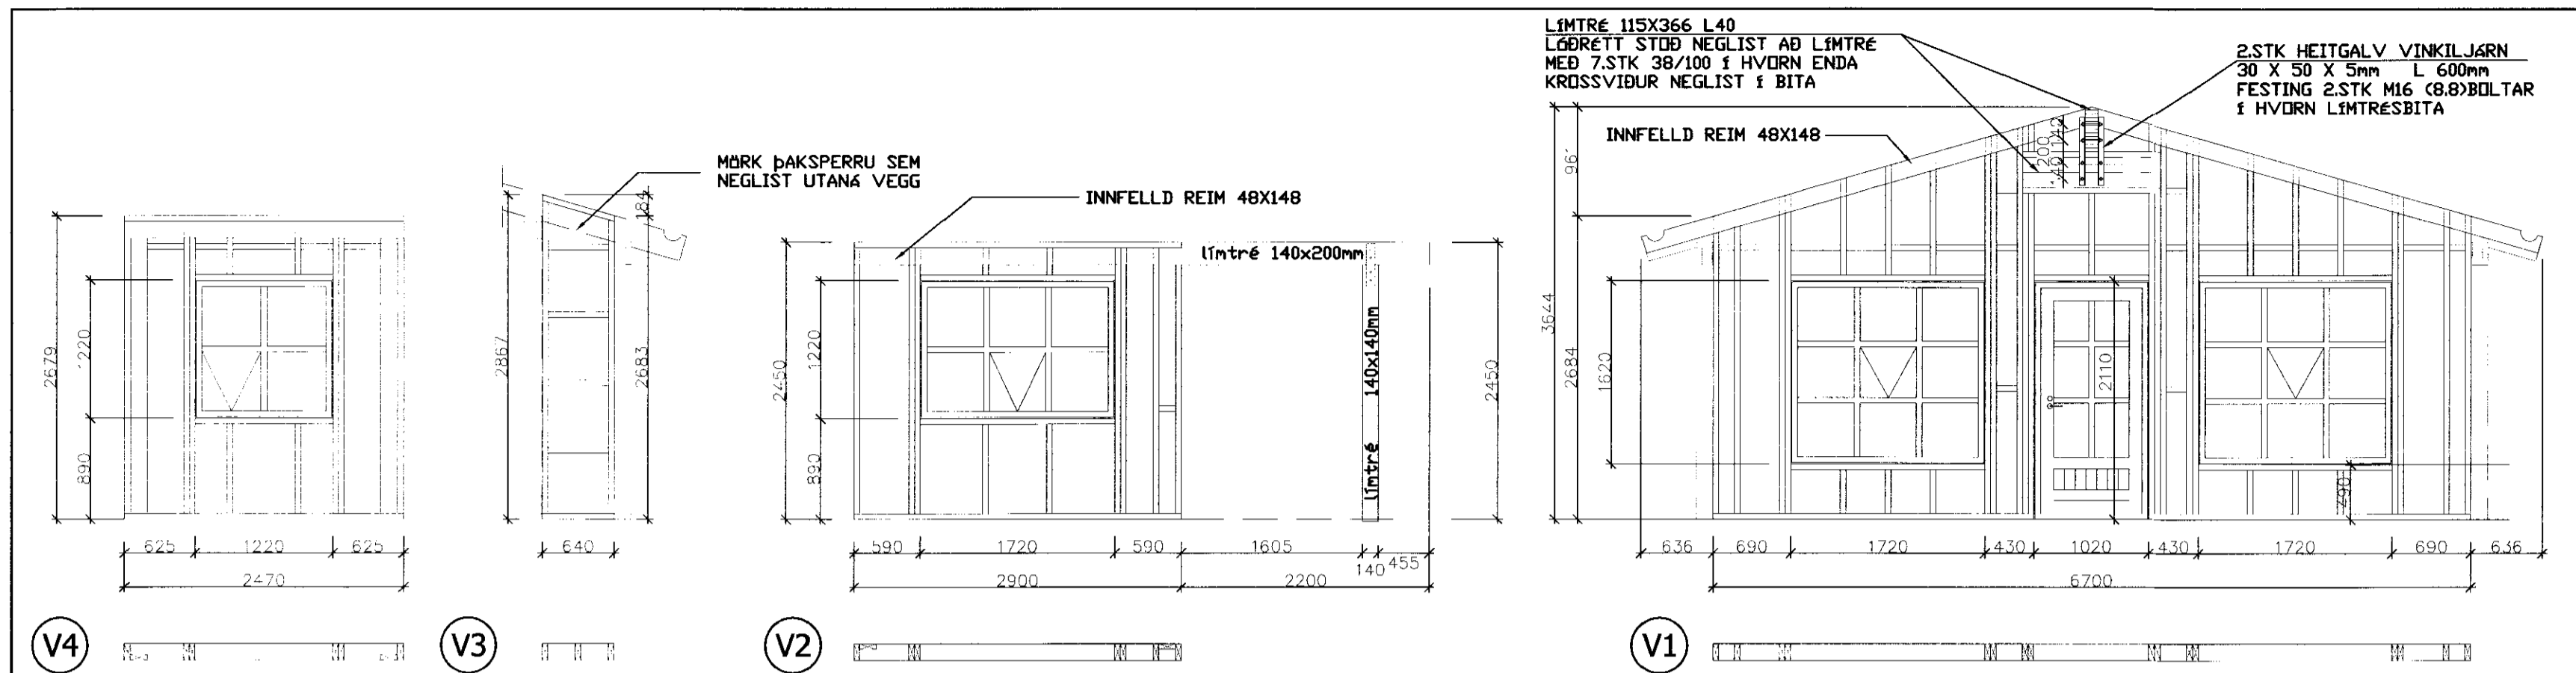 LÍMTRÉ 115X366 L40
LÓÐRÉTT STOÐ NEGLIST AÐ LÍMTRÉ
MEÐ 7.STK 38/100 Í HVORN ENDA
KROSSVIÐUR NEGLIST Í BITA
2.STK HEITGALV VINKILJÁRN
30 X 50 X 5mm L 600mm
FESTING 2.STK M16 (8.8)BOLTAR
Í HVORN LÍMTRÉSBITA
INNFELLD REIM 48X148
MÖRK ÞAKSPERRU SEM
NEGLIST UTANÁ VEGG
INNFELLD REIM 48X148
límtré 140x200mm
límtré 140x140mm
2679
1220
890
625 1220 625
2470
2867
184
2683
640
2450
1220
890
2450
590 1720 590 1605 140 455
2900 2200
3644
2684
1620
200 142
2110
490
636 690 1720 430 1020 430 1720 690 636
6700
V4
V3
V2
V1